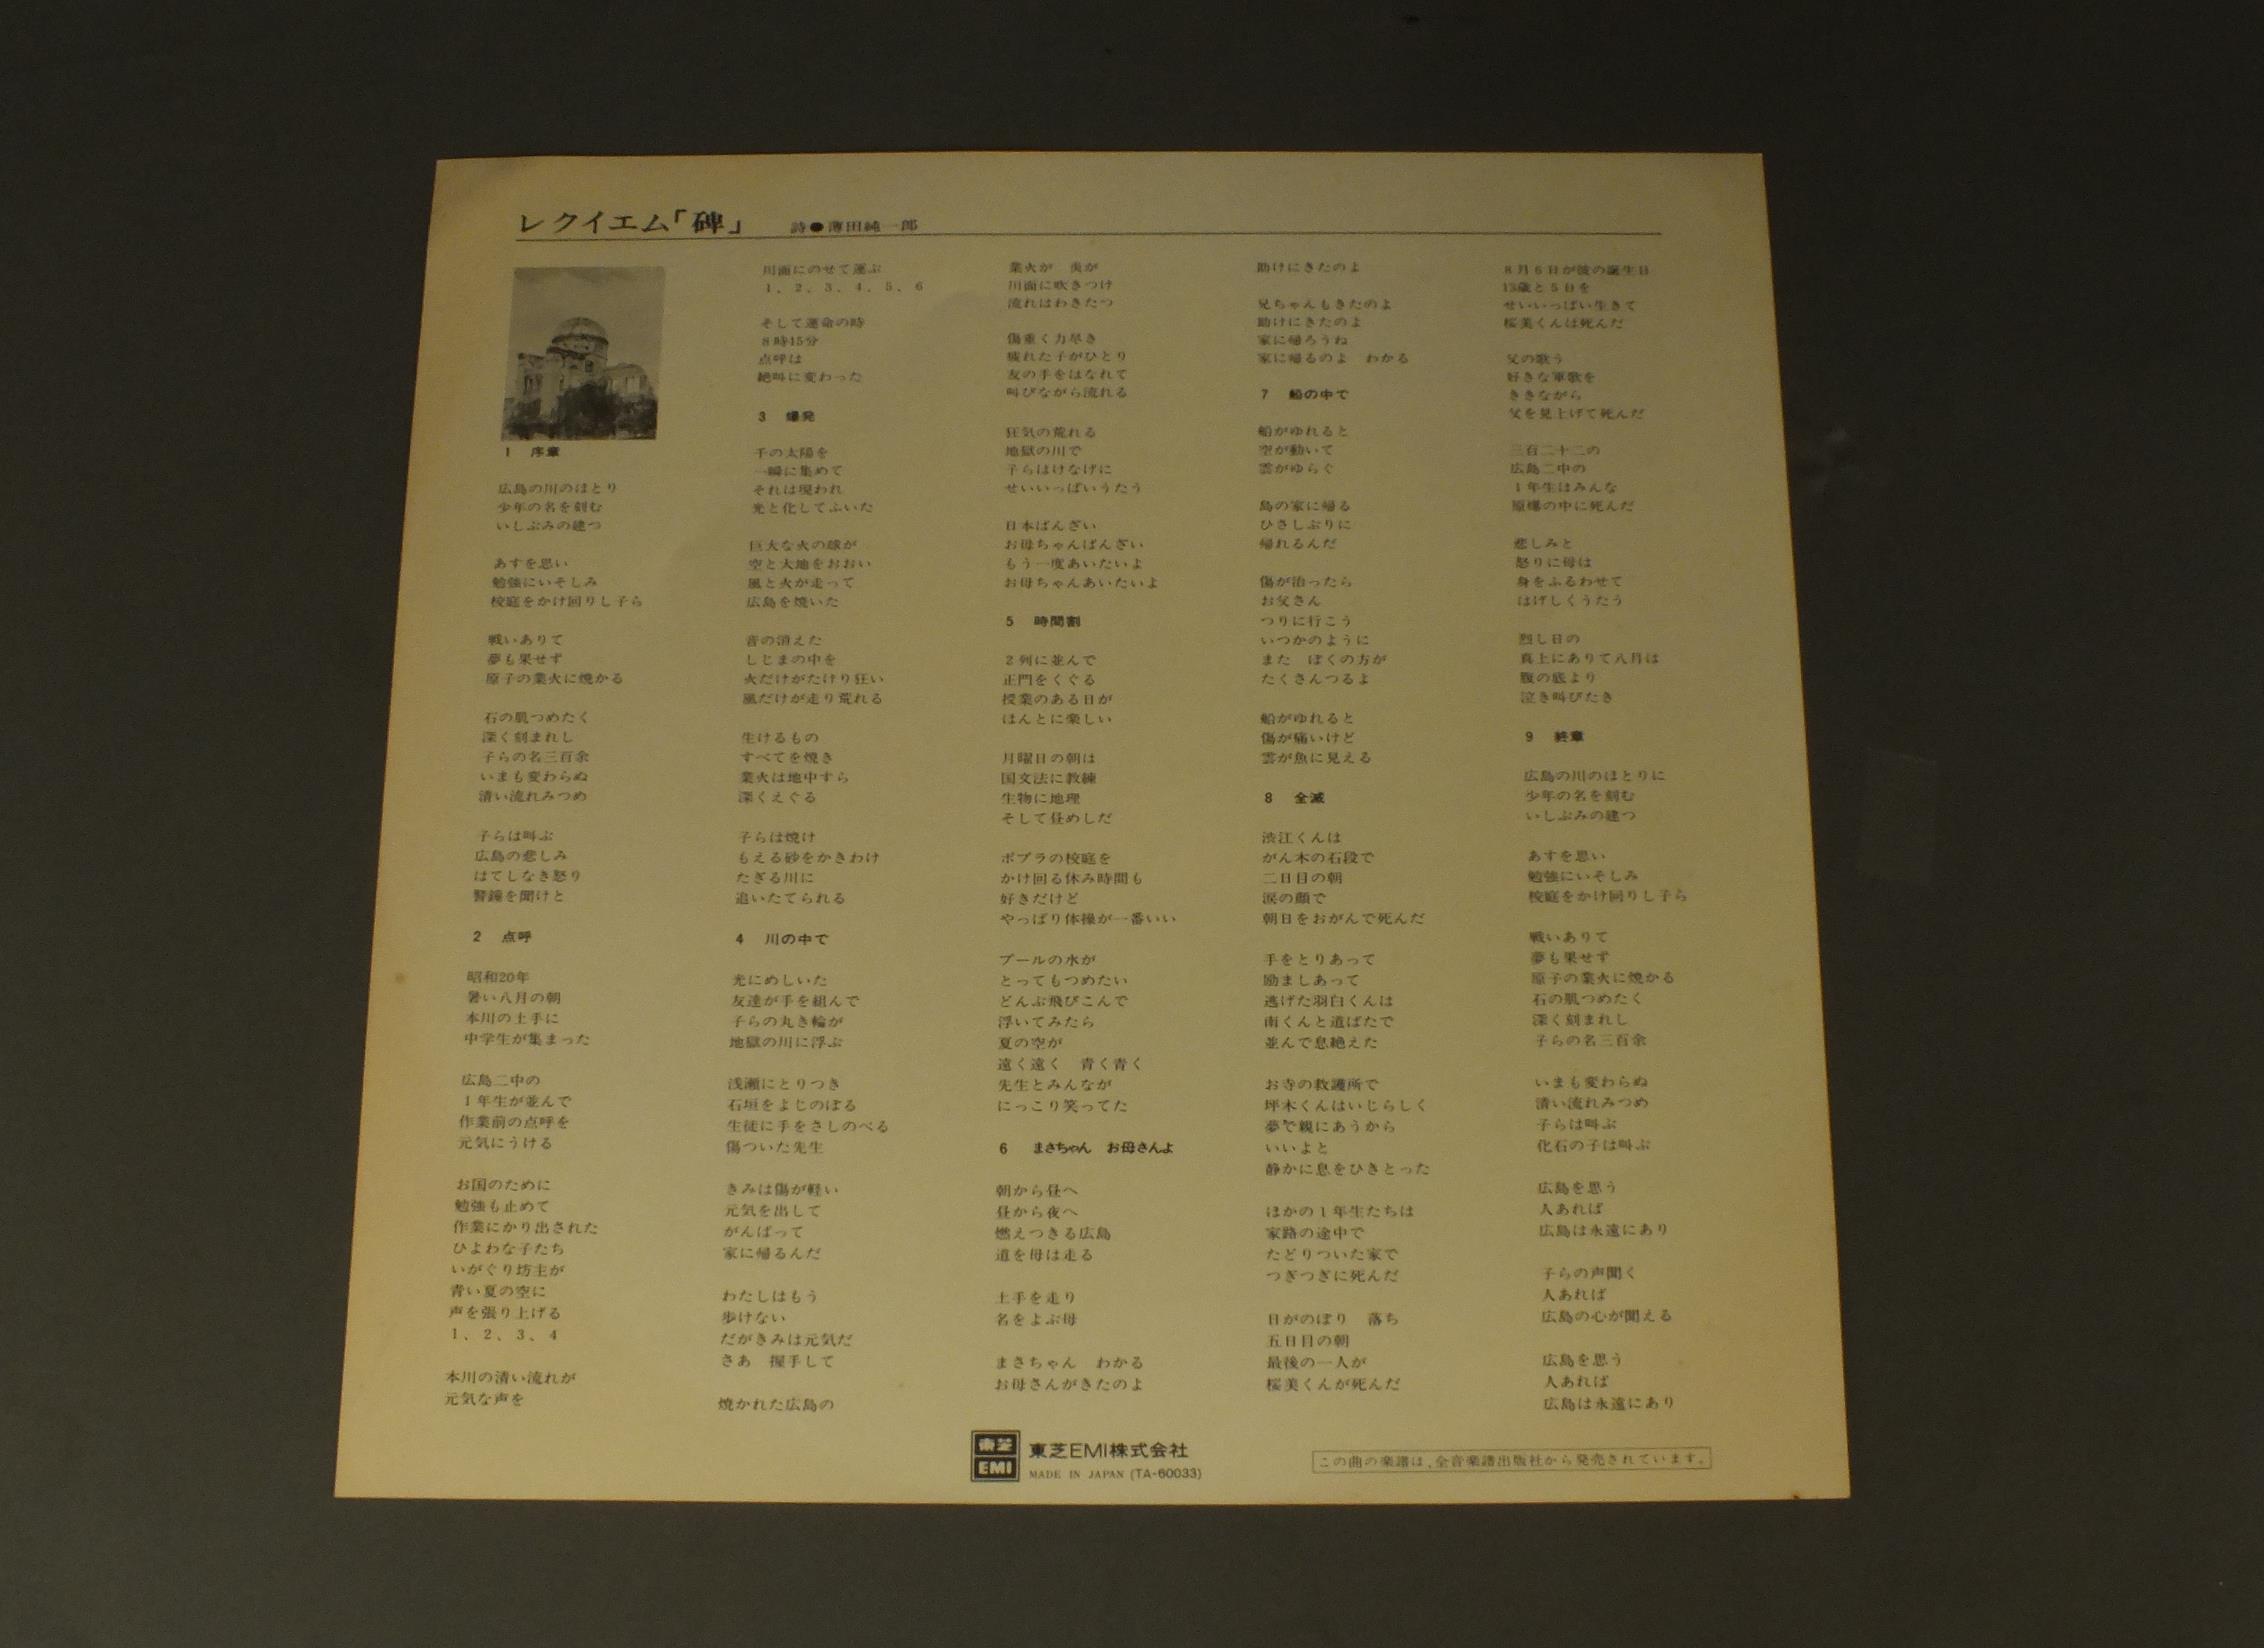 レクイエム「碑」 詩●薄田純一郎
1 序章
広島の川のほとり
少年の名を刻む
いしぶみの建つ
あすを思い
勉強にいそしみ
校庭をかけ回りし子ら
戦いありて
夢も果せず
原子の業火に焼かる
石の肌つめたく
深く刻まれし
子らの名三百余
いまも変わらぬ
清い流れみつめ
子らは叫ぶ
広島の悲しみ
はてしなき怒り
警鐘を聞けと
2 点呼
昭和20年
暑い八月の朝
本川の土手に
中学生が集まった
広島二中の
1年生が並んで
作業前の点呼を
元気にうける
お国のために
勉強も止めて
作業にかり出された
ひよわな子たち
いがぐり坊主が
青い夏の空に
声を張り上げる
1、2、3、4
本川の清い流れが
元気な声を
川面にのせて運ぶ
1、2、3、4、5、6
そして運命の時
8時15分
点呼は
絶叫に変わった
3 爆発
千の太陽を
一瞬に集めて
それは現われ
光と化してふいた
巨大な火の球が
空と大地をおおい
風と火が走って
広島を焼いた
音の消えた
しじまの中を
火だけがたけり狂い
風だけが走り荒れる
生けるもの
すべてを焼き
業火は地中すら
深くえぐる
子らは焼け
もえる砂をかきわけ
たぎる川に
追いたてられる
4 川の中で
光にめしいた
友達が手を組んで
子らの丸き輪が
地獄の川に浮ぶ
浅瀬にとりつき
石垣をよじのぼる
生徒に手をさしのべる
傷ついた先生
きみは傷が軽い
元気を出して
がんばって
家に帰るんだ
わたしはもう
歩けない
だがきみは元気だ
さあ 握手して
焼かれた広島の
業火が 炎が
川面に吹きつけ
流れはわきたつ
傷重く力尽き
疲れた子がひとり
友の手をはなれて
叫びながら流れる
狂気の荒れる
地獄の川で
子らはけなげに
せいいっぱいうたう
日本ばんざい
お母ちゃんばんざい
もう一度あいたいよ
お母ちゃんあいたいよ
5 時間割
2列に並んで
正門をくぐる
授業のある日が
ほんとに楽しい
月曜日の朝は
国文法に教練
生物に地理
そして昼めしだ
ポプラの校庭を
かけ回る休み時間も
好きだけど
やっぱり体操が一番いい
プールの水が
とってもつめたい
どんぶ飛びこんで
浮いてみたら
夏の空が
遠く遠く 青く青く
先生とみんなが
にっこり笑ってた
6 まさちゃん お母さんよ
朝から昼へ
昼から夜へ
燃えつきる広島
道を母は走る
土手を走り
名をよぶ母
まさちゃん わかる
お母さんがきたのよ
助けにきたのよ
兄ちゃんもきたのよ
助けにきたのよ
家に帰ろうね
家に帰るのよ わかる
7 船の中で
船がゆれると
空が動いて
雲がゆらぐ
島の家に帰る
ひさしぶりに
帰れるんだ
傷が治ったら
お父さん
つりに行こう
いつかのように
また ぼくの方が
たくさんつるよ
船がゆれると
傷が痛いけど
雲が魚に見える
8 全滅
渋江くんは
がん木の石段で
二日目の朝
涙の顔で
朝日をおがんで死んだ
手をとりあって
励ましあって
逃げた羽白くんは
南くんと道ばたで
並んで息絶えた
お寺の救護所で
坪木くんはいじらしく
夢で親にあうから
いいよと
静かに息をひきとった
ほかの1年生たちは
家路の途中で
たどりついた家で
つぎつぎに死んだ
日がのぼり 落ち
五日目の朝
最後の一人が
桜美くんが死んだ
8月6日が彼の誕生日
13歳と5日を
せいいっぱい生きて
桜美くんは死んだ
父の歌う
好きな軍歌を
ききながら
父を見上げて死んだ
三百二十二の
広島二中の
1年生はみんな
原爆の中に死んだ
悲しみと
怒りに母は
身をふるわせて
はげしくうたう
烈し日の
真上にありて八月は
腹の底より
泣き叫びたき
9 終章
広島の川のほとりに
少年の名を刻む
いしぶみの建つ
あすを思い
勉強にいそしみ
校庭をかけ回りし子ら
戦いありて
夢も果せず
原子の業火に焼かる
石の肌つめたく
深く刻まれし
子らの名三百余
いまも変わらぬ
清い流れみつめ
子らは叫ぶ
化石の子は叫ぶ
広島を思う
人あれば
広島は永遠にあり
子らの声聞く
人あれば
広島の心が聞える
広島を思う
人あれば
広島は永遠にあり
東芝EMI
東芝EMI株式会社
MADE IN JAPAN (TA-60033)
この曲の楽譜は、全音楽譜出版社から発売されています。